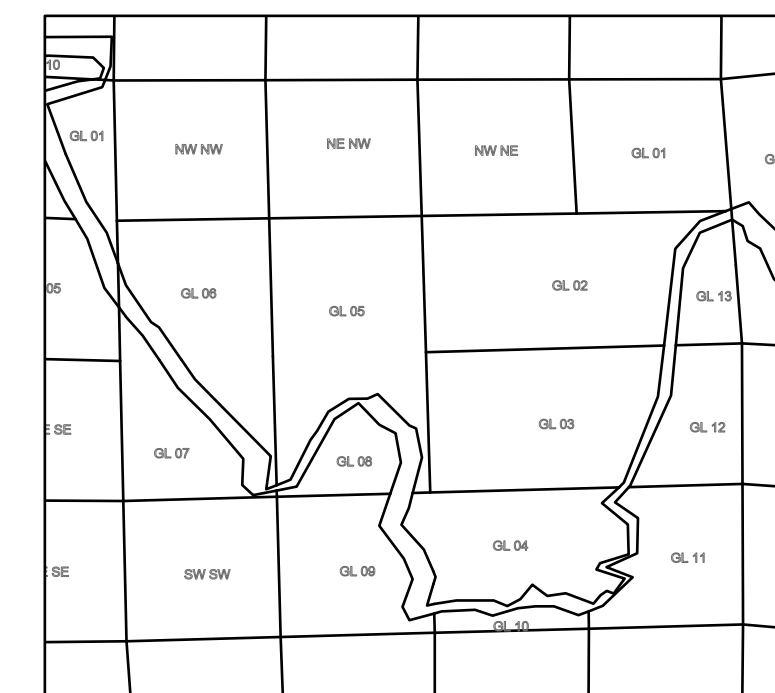 10
GL 01
NW NW
NE NW
NW NE
GL 01
G
05
GL 06
GL 05
GL 02
GL 13
E SE
GL 07
GL 08
GL 03
GL 12
SE
SW SW
GL 09
GL 04
GL 11
GL 10